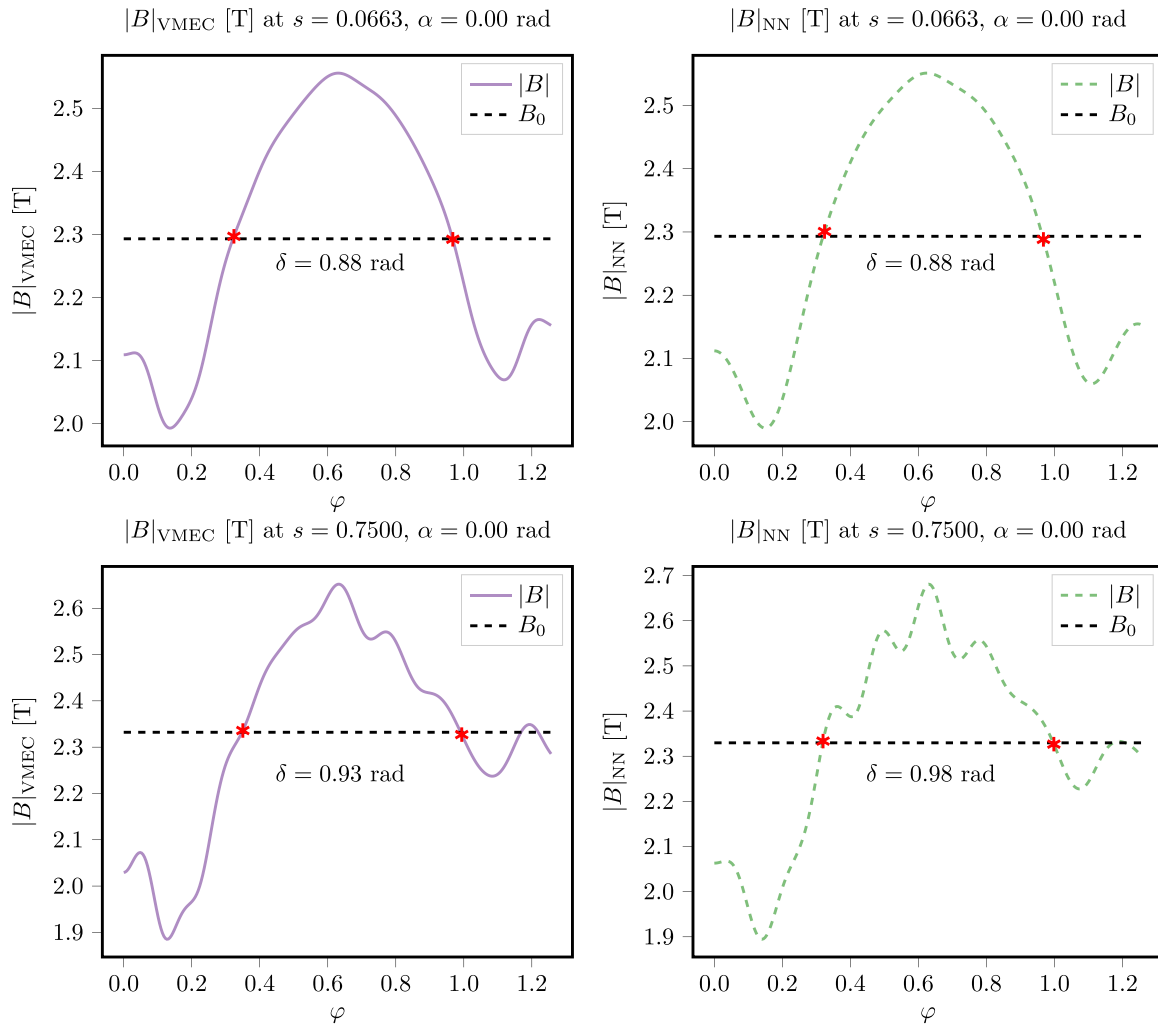 |B|VMEC [T] at s = 0.0663, α = 0.00 rad
|B|NN [T] at s = 0.0663, α = 0.00 rad
|B|VMEC [T]
2.5
2.4
2.3
2.2
2.1
2.0
|B|
B0
δ = 0.88 rad
0.0 0.2 0.4 0.6 0.8 1.0 1.2
φ
|B|NN [T]
2.5
2.4
2.3
2.2
2.1
2.0
|B|
B0
δ = 0.88 rad
0.0 0.2 0.4 0.6 0.8 1.0 1.2
φ
|B|VMEC [T] at s = 0.7500, α = 0.00 rad
|B|NN [T] at s = 0.7500, α = 0.00 rad
|B|VMEC [T]
2.6
2.5
2.4
2.3
2.2
2.1
2.0
1.9
|B|
B0
δ = 0.93 rad
0.0 0.2 0.4 0.6 0.8 1.0 1.2
φ
|B|NN [T]
2.7
2.6
2.5
2.4
2.3
2.2
2.1
2.0
1.9
|B|
B0
δ = 0.98 rad
0.0 0.2 0.4 0.6 0.8 1.0 1.2
φ